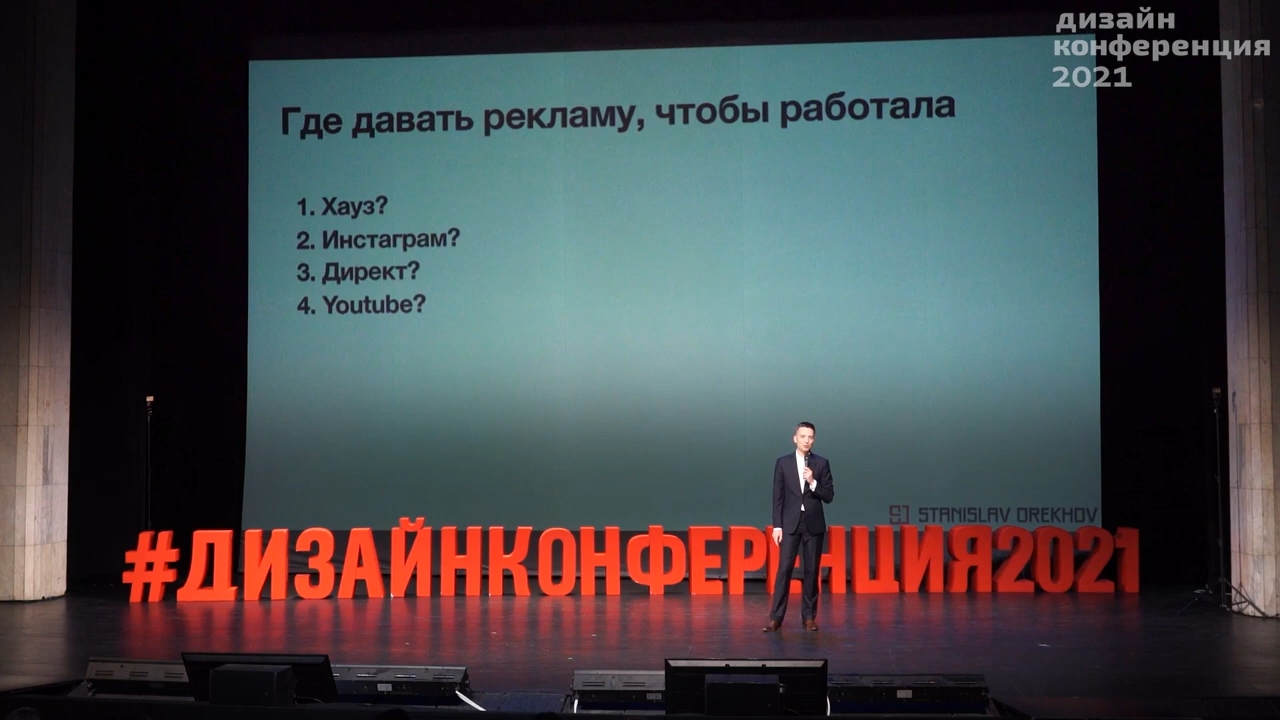 дизайн
конференция
2021
Где давать рекламу, чтобы работала
1. Хауз?
2. Инстаграм?
3. Директ?
4. Youtube?
STANISLAV OREKHOV
#ДИЗАЙНКОНФЕРЕНЦИЯ2021